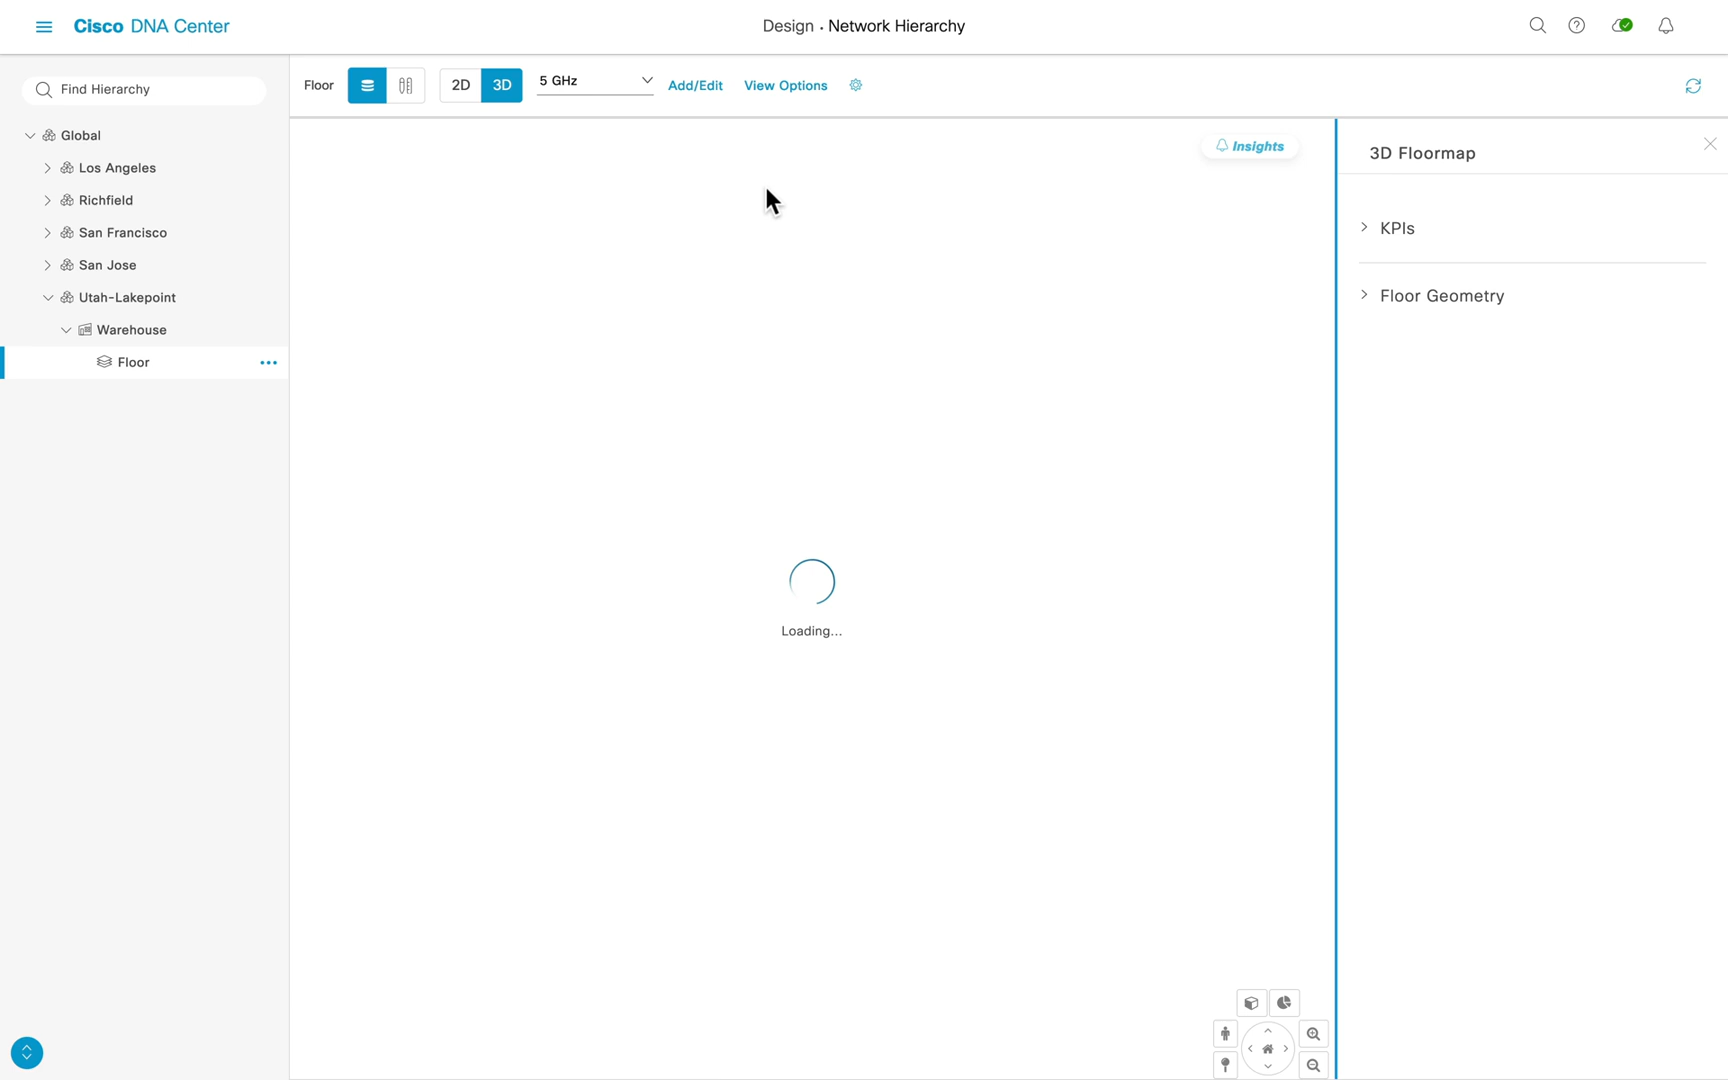 Cisco DNA Center
Design · Network Hierarchy
Find Hierarchy
Global
Los Angeles
Richfield
San Francisco
San Jose
Utah-Lakepoint
Warehouse
Floor
Floor
2D
3D
5 GHz
Add/Edit
View Options
Insights
Loading...
3D Floormap
KPIs
Floor Geometry